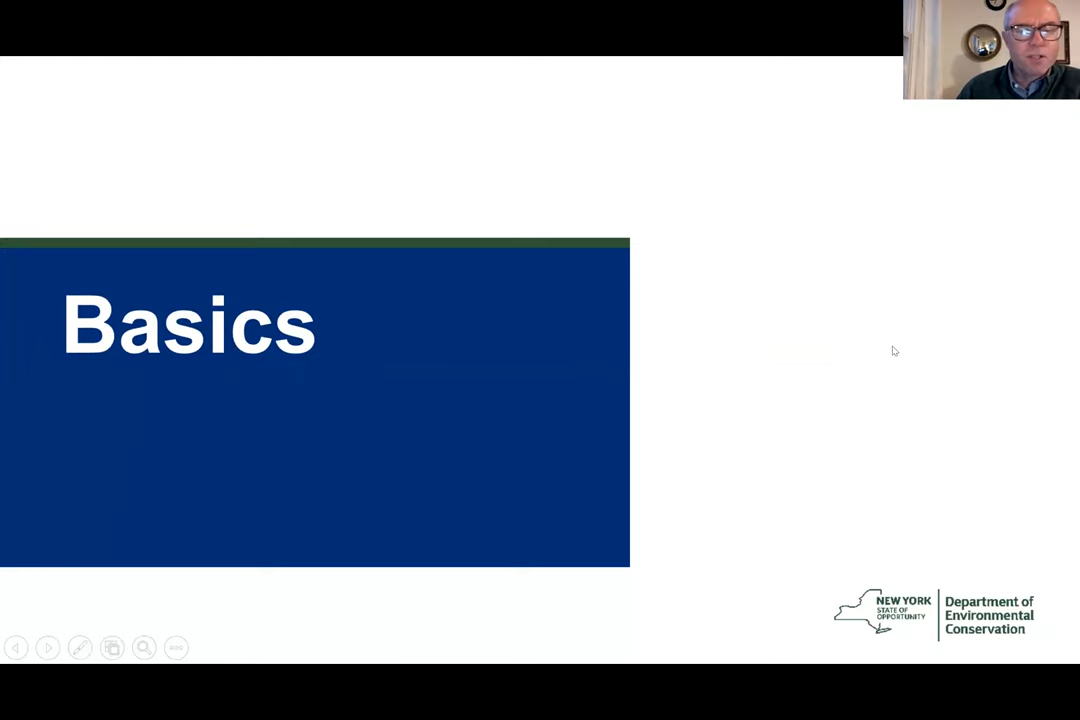 Basics
NEW YORK
STATE OF
OPPORTUNITY
Department of
Environmental
Conservation